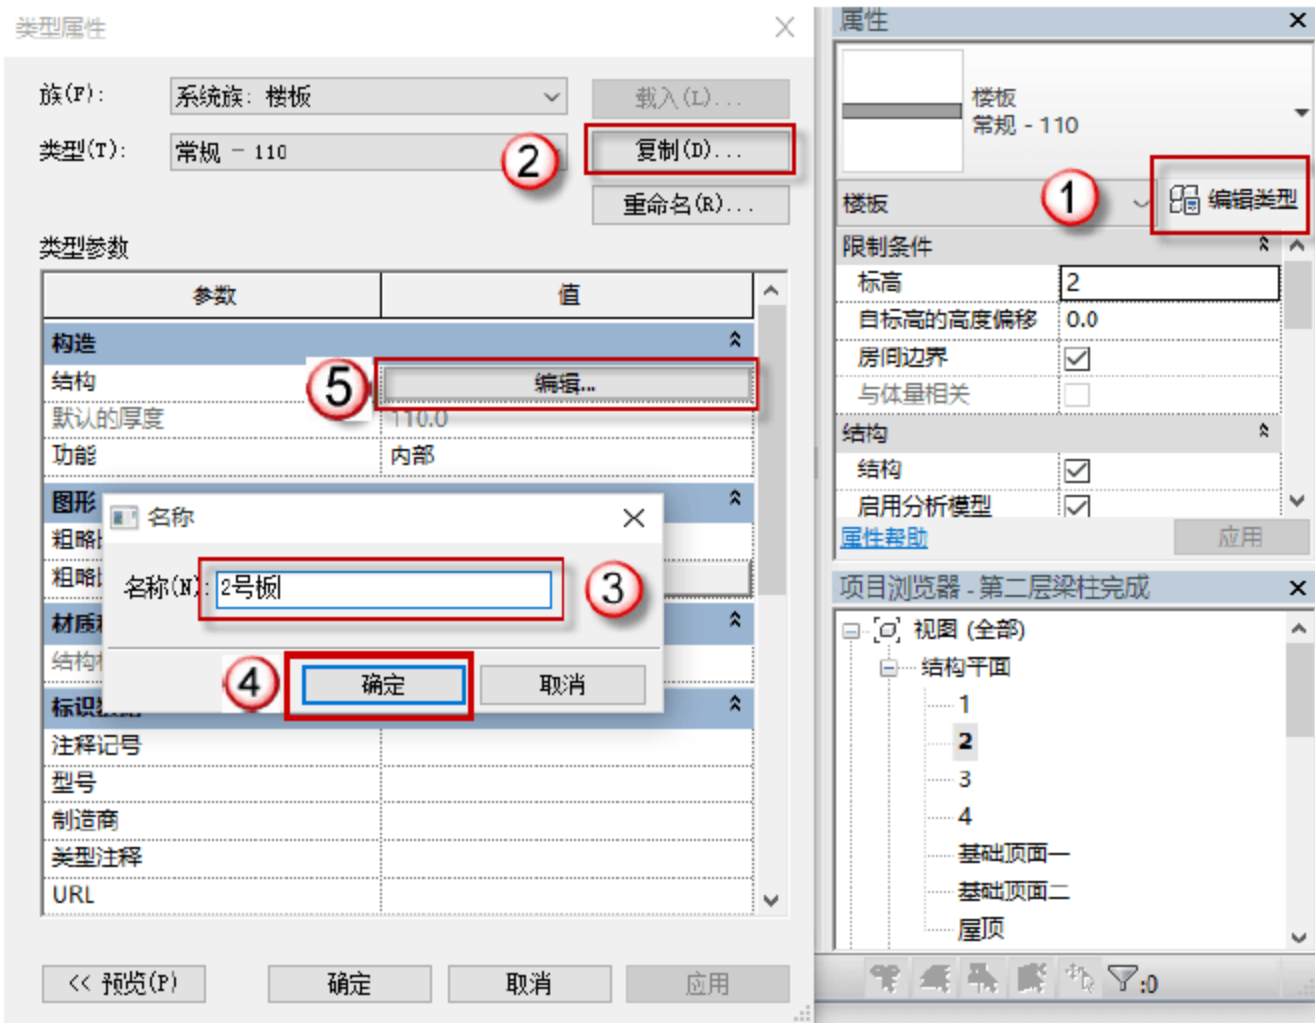 类型属性
族(F):
系统族: 楼板
载入(L)...
类型(T):
常规 - 110
2
复制(D)...
重命名(R)...
类型参数
参数
值
构造
结构
5
编辑...
默认的厚度
110.0
功能
内部
图形
粗略
粗略
材质
结构
标识数据
注释记号
型号
制造商
类型注释
URL
名称
名称(N):
2号板
3
4
确定
取消
<< 预览(P)
确定
取消
应用
属性
楼板
常规 - 110
楼板
1
编辑类型
限制条件
标高
2
自标高的高度偏移
0.0
房间边界
与体量相关
结构
结构
启用分析模型
属性帮助
应用
项目浏览器 - 第二层梁柱完成
视图 (全部)
结构平面
1
2
3
4
基础顶面一
基础顶面二
屋顶
:0